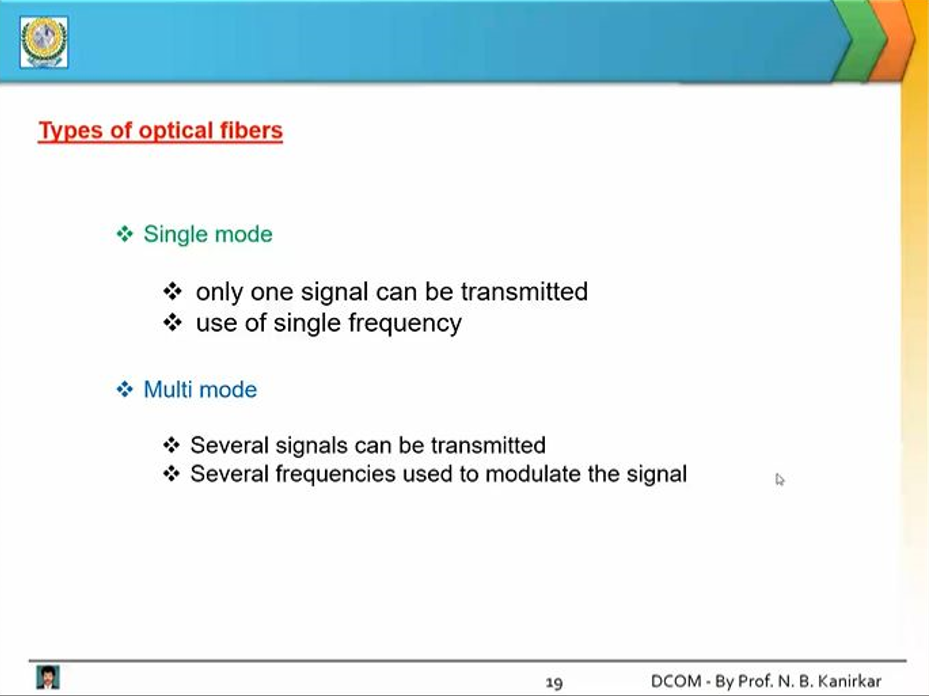 Types of optical fibers
❖ Single mode
❖ only one signal can be transmitted
❖ use of single frequency
❖ Multi mode
❖ Several signals can be transmitted
❖ Several frequencies used to modulate the signal
19
DCOM - By Prof. N. B. Kanirkar